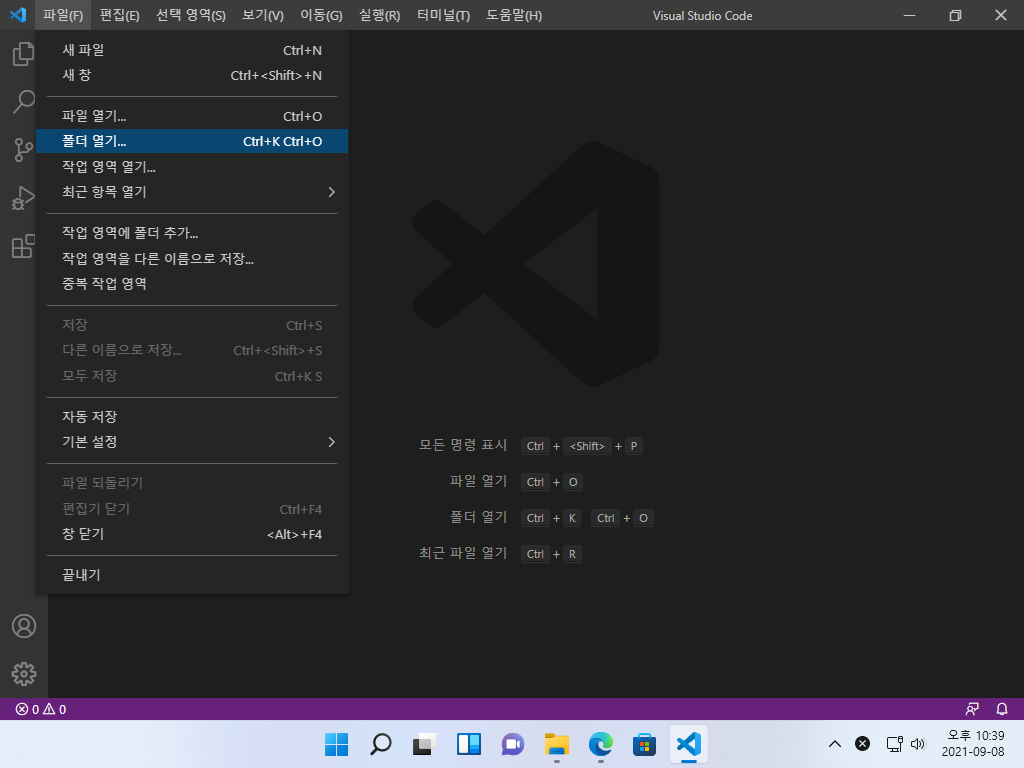 파일(F) 편집(E) 선택 영역(S) 보기(V) 이동(G) 실행(R) 터미널(T) 도움말(H) Visual Studio Code
새 파일 Ctrl+N
새 창 Ctrl+<Shift>+N
파일 열기... Ctrl+O
폴더 열기... Ctrl+K Ctrl+O
작업 영역 열기...
최근 항목 열기
작업 영역에 폴더 추가...
작업 영역을 다른 이름으로 저장...
중복 작업 영역
저장 Ctrl+S
다른 이름으로 저장... Ctrl+<Shift>+S
모두 저장 Ctrl+K S
자동 저장
기본 설정
파일 되돌리기
편집기 닫기 Ctrl+F4
창 닫기 <Alt>+F4
끝내기
모든 명령 표시 Ctrl + <Shift> + P
파일 열기 Ctrl + O
폴더 열기 Ctrl + K Ctrl + O
최근 파일 열기 Ctrl + R
0 0
오후 10:39
2021-09-08